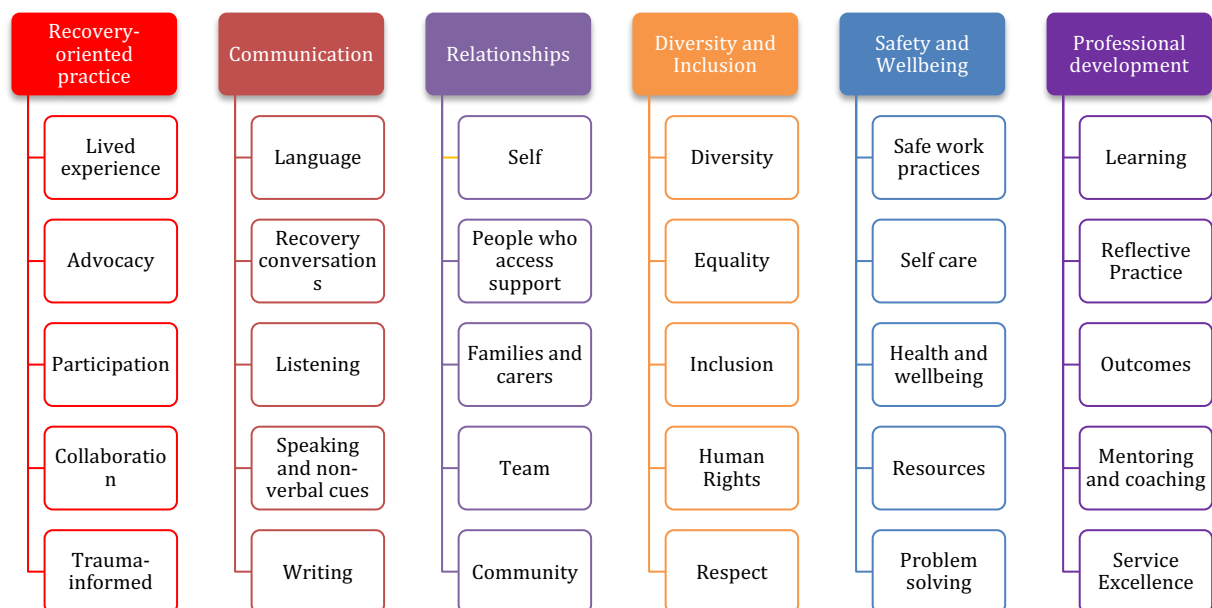 Recovery-
oriented
practice
Lived
experience
Advocacy
Participation
Collaboratio
n
Trauma-
informed
Communication
Language
Recovery
conversation
s
Listening
Speaking
and non-
verbal cues
Writing
Relationships
Self
People who
access
support
Families and
carers
Team
Community
Diversity and
Inclusion
Diversity
Equality
Inclusion
Human
Rights
Respect
Safety and
Wellbeing
Safe work
practices
Self care
Health and
wellbeing
Resources
Problem
solving
Professional
development
Learning
Reflective
Practice
Outcomes
Mentoring
and coaching
Service
Excellence